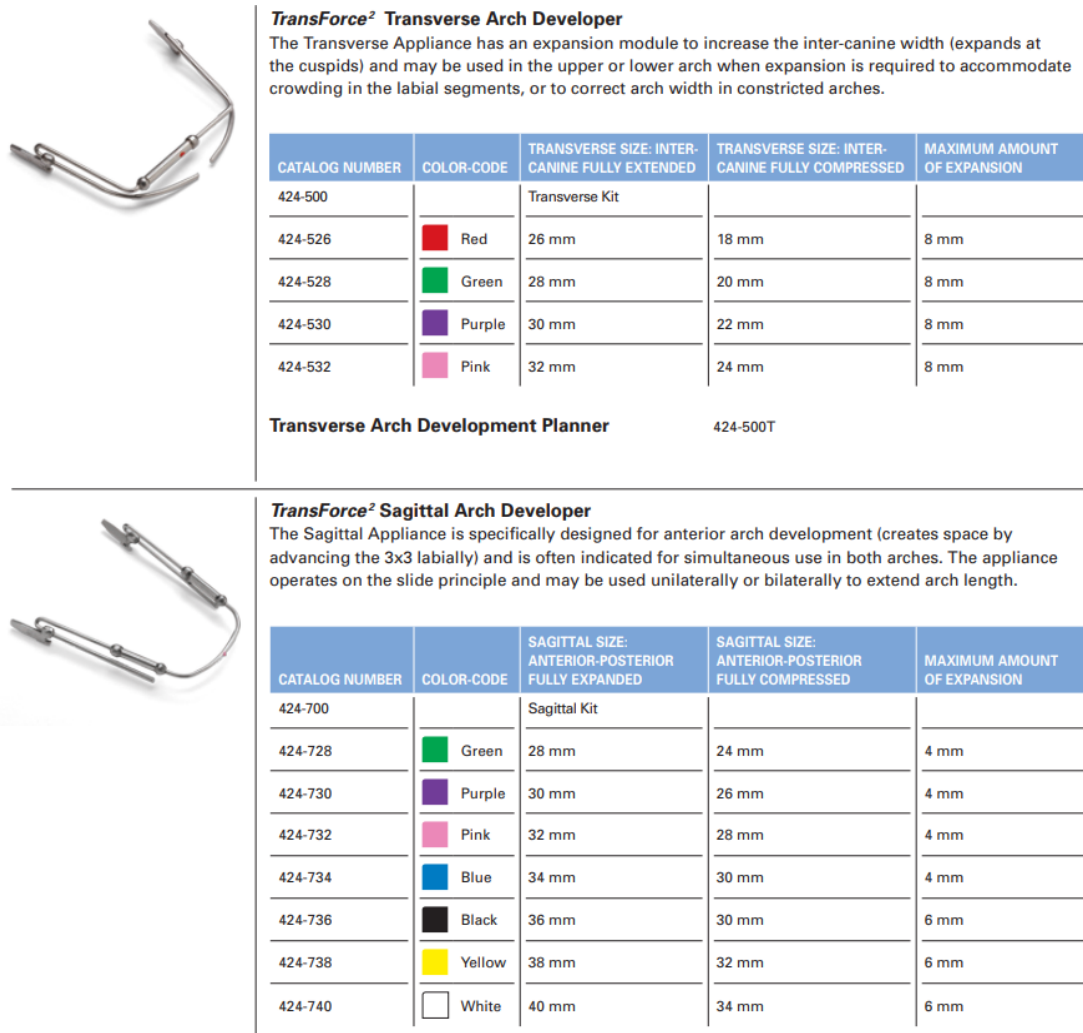 TransForce² Transverse Arch Developer
The Transverse Appliance has an expansion module to increase the inter-canine width (expands at
the cuspids) and may be used in the upper or lower arch when expansion is required to accommodate
crowding in the labial segments, or to correct arch width in constricted arches.
CATALOG NUMBER COLOR-CODE TRANSVERSE SIZE: INTER-CANINE FULLY EXTENDED TRANSVERSE SIZE: INTER-CANINE FULLY COMPRESSED MAXIMUM AMOUNT OF EXPANSION
424-500 Transverse Kit
424-526 Red 26 mm 18 mm 8 mm
424-528 Green 28 mm 20 mm 8 mm
424-530 Purple 30 mm 22 mm 8 mm
424-532 Pink 32 mm 24 mm 8 mm
Transverse Arch Development Planner 424-500T
TransForce² Sagittal Arch Developer
The Sagittal Appliance is specifically designed for anterior arch development (creates space by
advancing the 3x3 labially) and is often indicated for simultaneous use in both arches. The appliance
operates on the slide principle and may be used unilaterally or bilaterally to extend arch length.
CATALOG NUMBER COLOR-CODE SAGITTAL SIZE: ANTERIOR-POSTERIOR FULLY EXPANDED SAGITTAL SIZE: ANTERIOR-POSTERIOR FULLY COMPRESSED MAXIMUM AMOUNT OF EXPANSION
424-700 Sagittal Kit
424-728 Green 28 mm 24 mm 4 mm
424-730 Purple 30 mm 26 mm 4 mm
424-732 Pink 32 mm 28 mm 4 mm
424-734 Blue 34 mm 30 mm 4 mm
424-736 Black 36 mm 30 mm 6 mm
424-738 Yellow 38 mm 32 mm 6 mm
424-740 White 40 mm 34 mm 6 mm